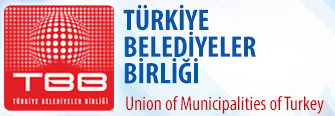 TBB
TÜRKİYE BELEDİYELER BİRLİĞİ
TÜRKİYE
BELEDİYELER
BİRLİĞİ
Union of Municipalities of Turkey